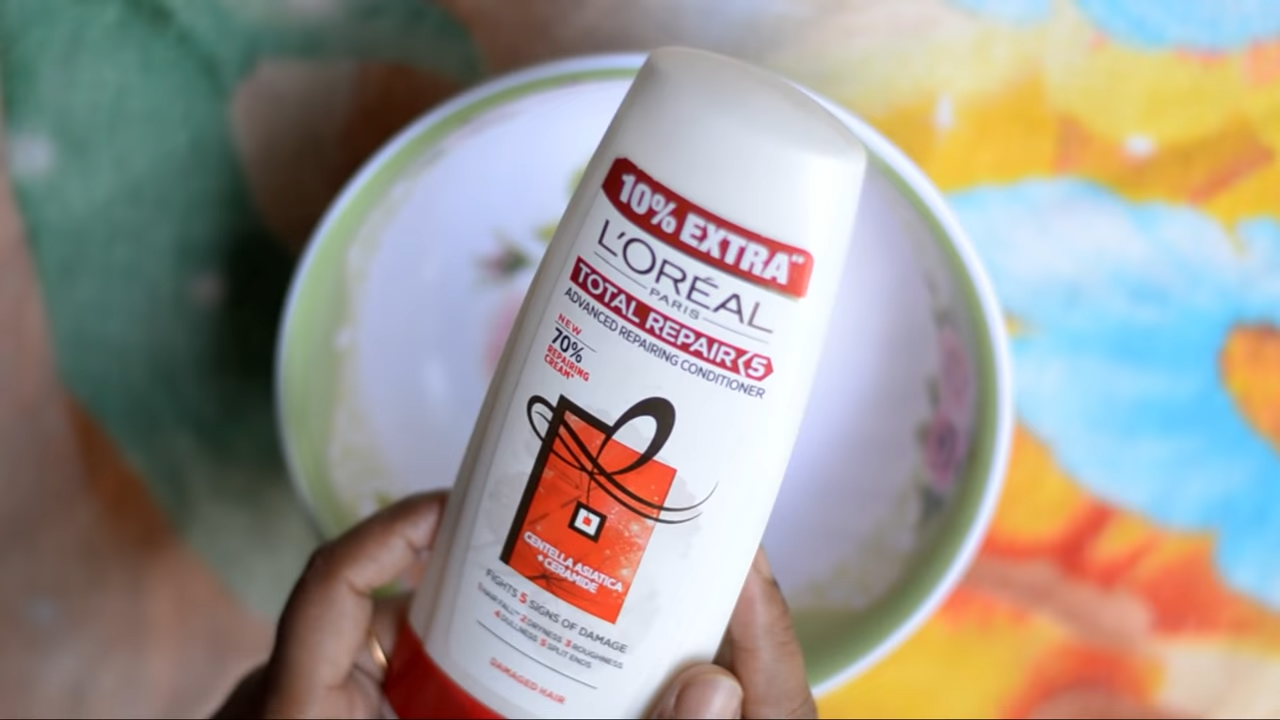 10% EXTRA**
L'ORÉAL
PARIS
TOTAL REPAIR 5
ADVANCED REPAIRING CONDITIONER
NEW
70%
REPAIRING
CREAM*
CENTELLA ASIATICA
+ CERAMIDE
FIGHTS 5 SIGNS OF DAMAGE
1 HAIR FALL** 2 DRYNESS 3 ROUGHNESS
4 DULLNESS 5 SPLIT ENDS
DAMAGED HAIR